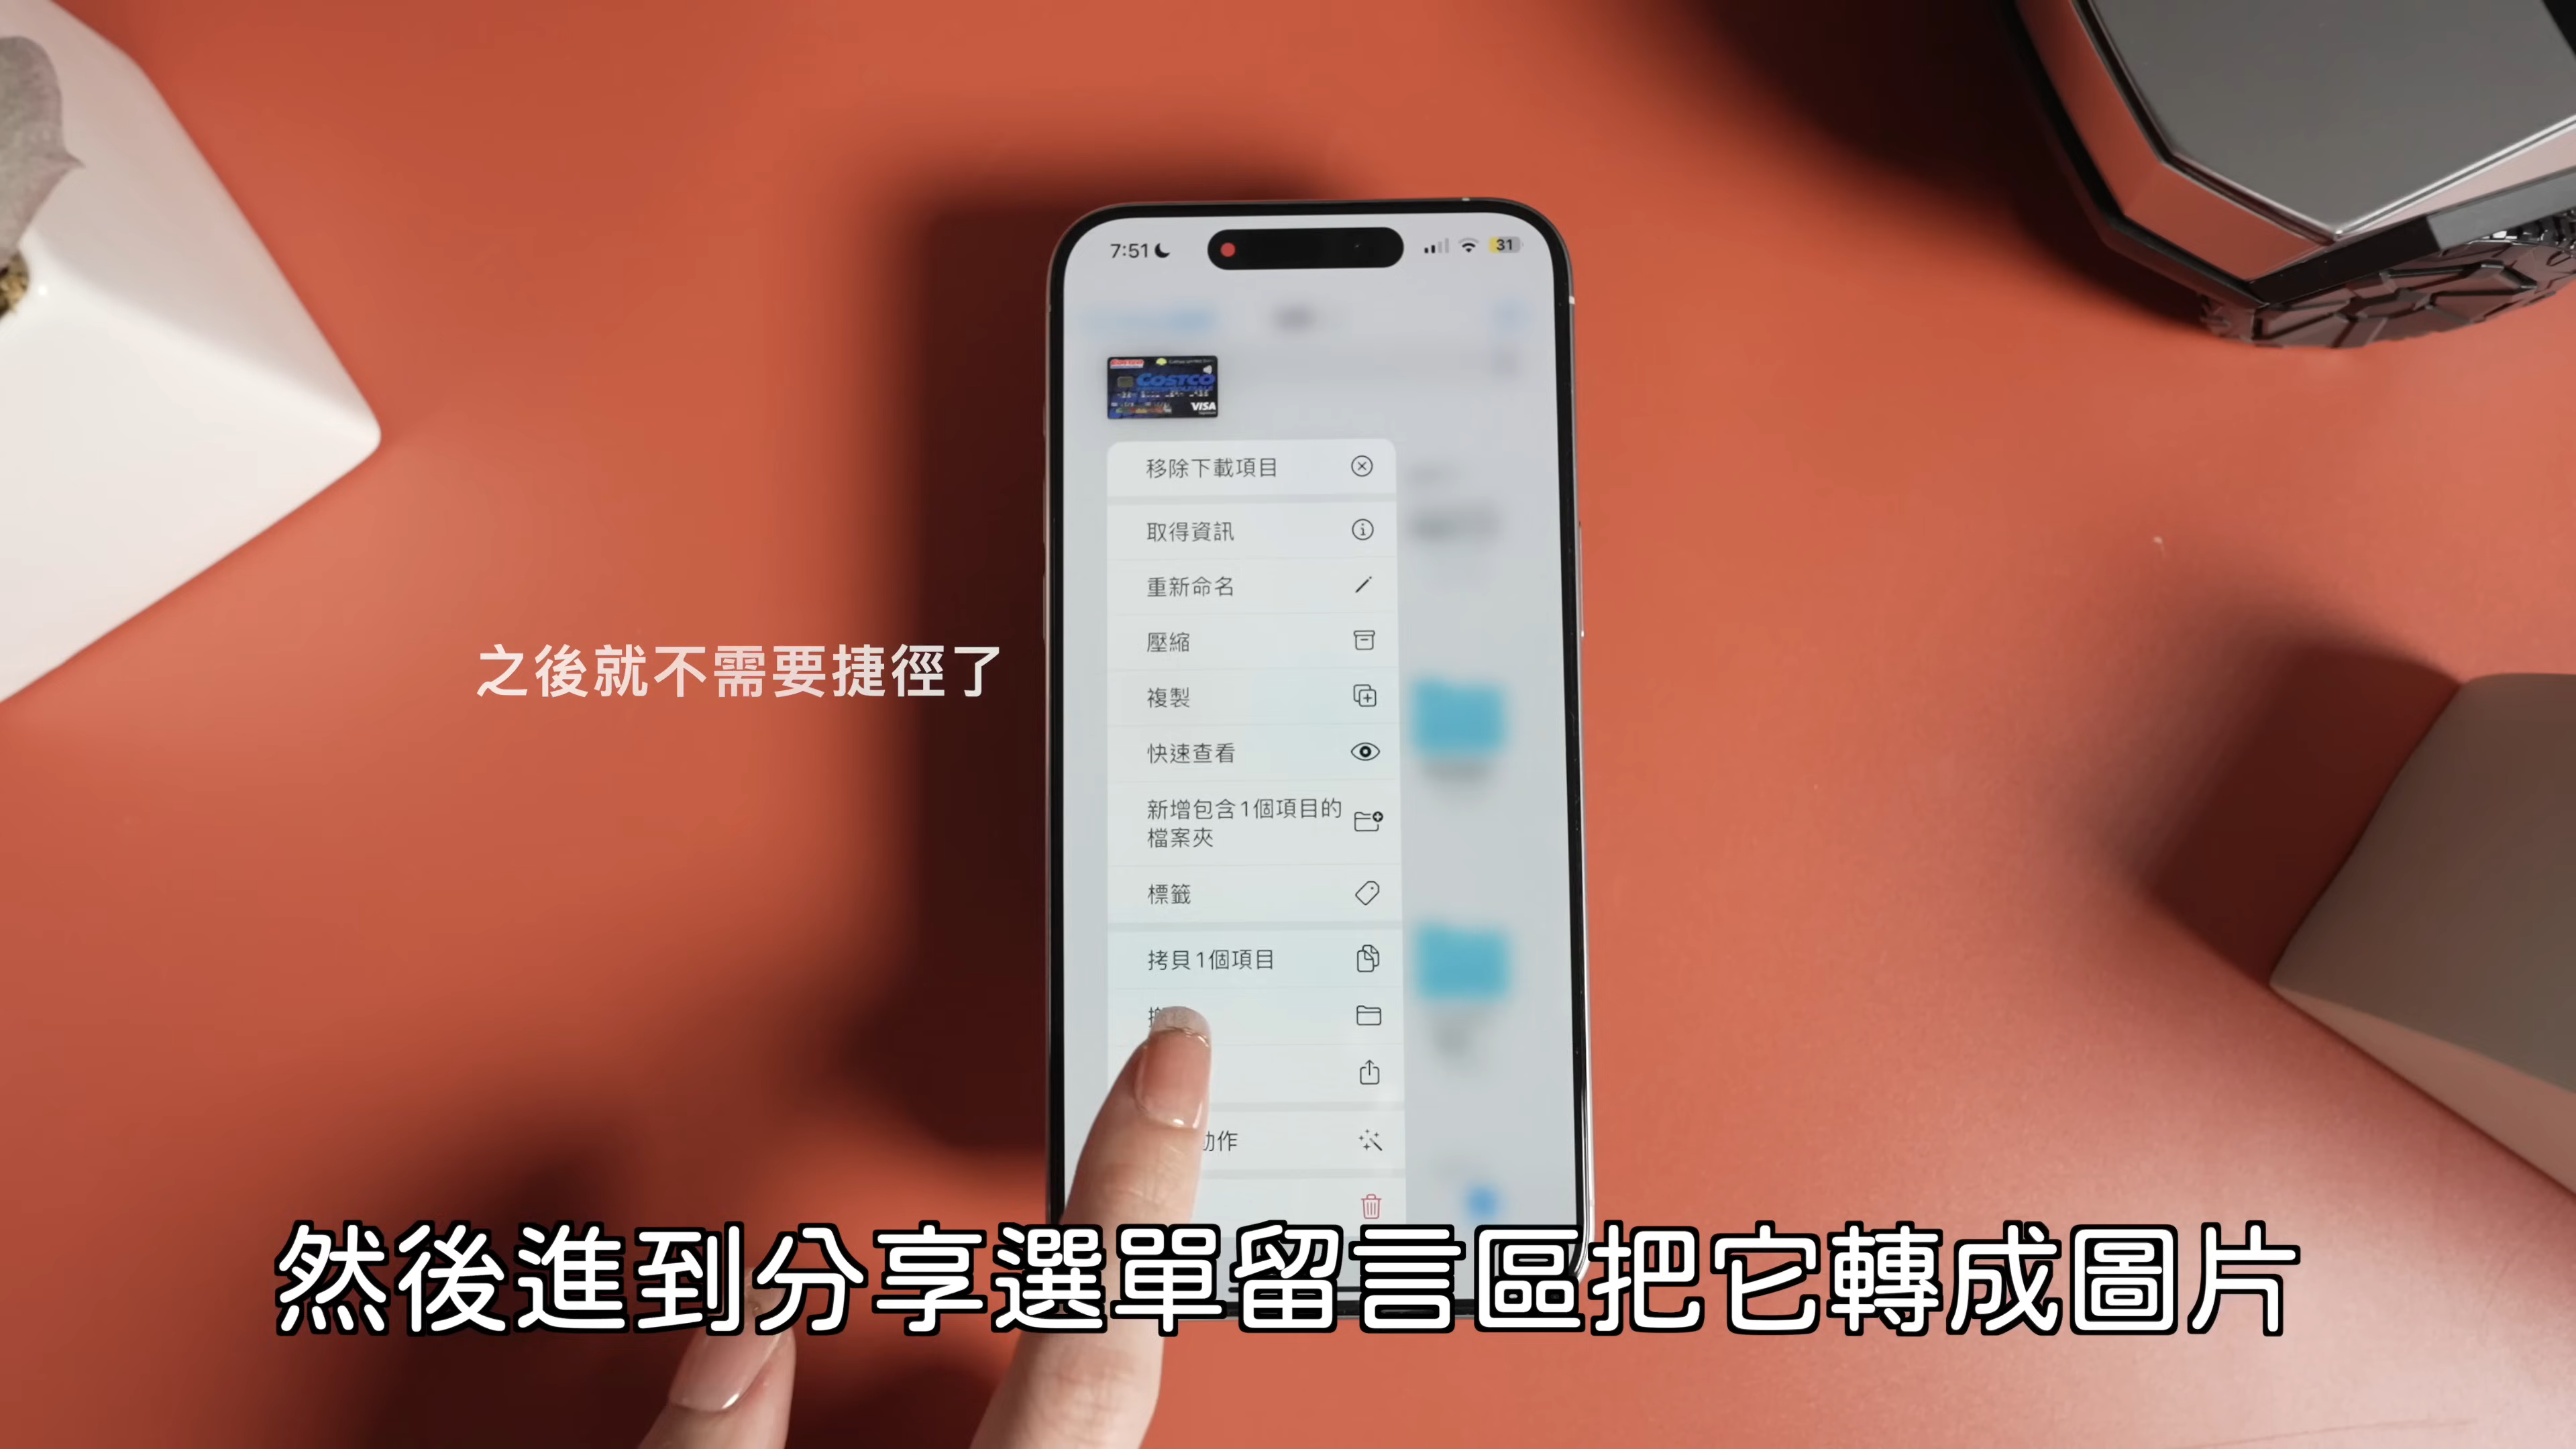 7:51
31
COSTCO
VISA
移除下載項目
取得資訊
重新命名
壓縮
複製
快速查看
新增包含1個項目的
檔案夾
標籤
拷貝1個項目
動作
之後就不需要捷徑了
然後進到分享選單留言區把它轉成圖片